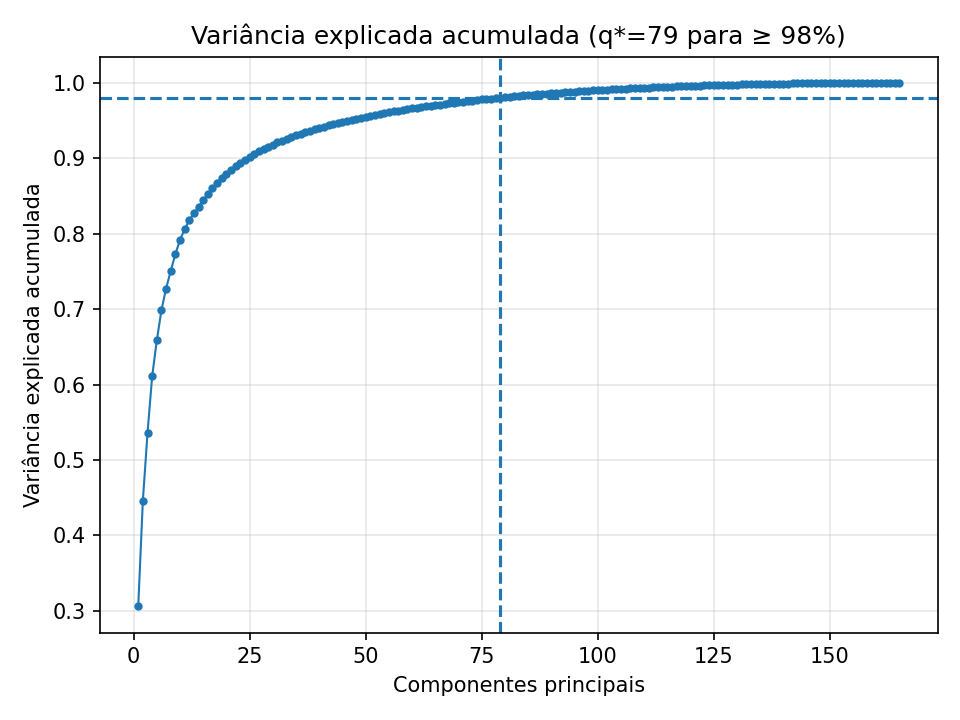 Variância explicada acumulada (q*=79 para ≥ 98%)
Variância explicada acumulada
1.0
0.9
0.8
0.7
0.6
0.5
0.4
0.3
0 25 50 75 100 125 150
Componentes principais